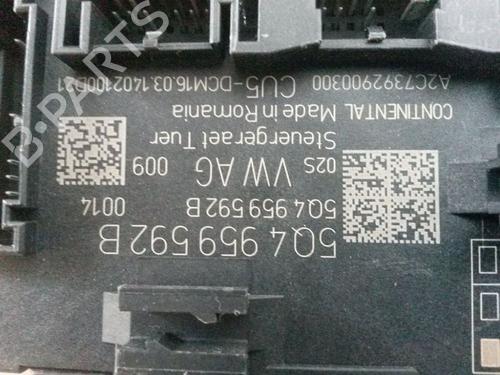 5Q4 959 592 B
5Q4 959 592 B 0014
02S VW AG 009
Steuergeraet Tuer
CONTINENTAL Made in Romania
A2C7392900300 CU5-DCM16.03.1402100D21
B-PARTS